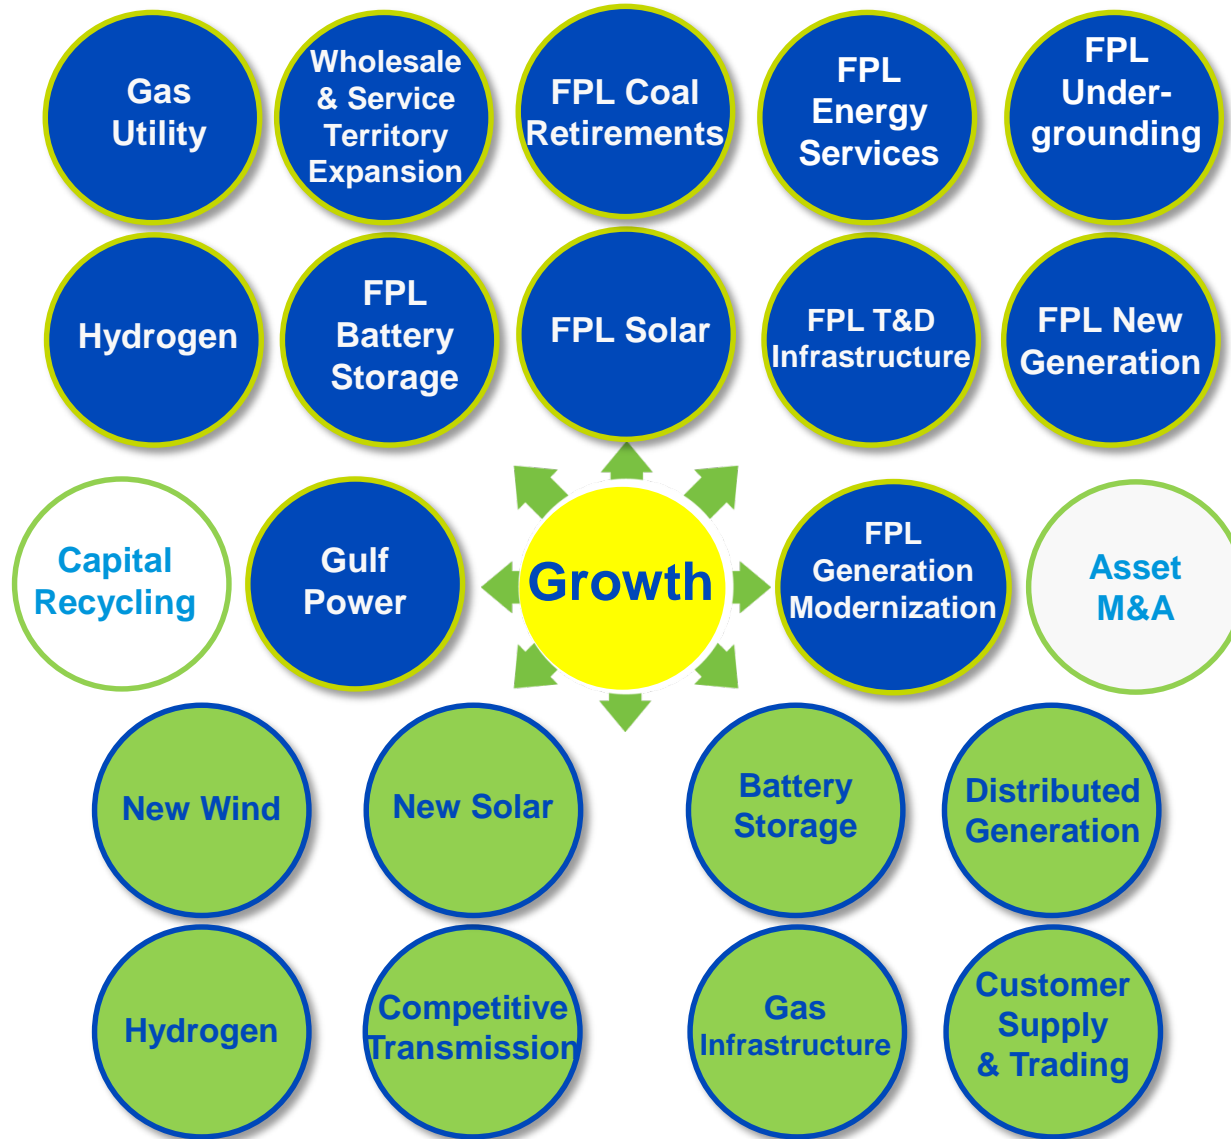 Gas
Utility
Wholesale
& Service
Territory
Expansion
FPL Coal
Retirements
FPL
Energy
Services
FPL
Under-
grounding
Hydrogen
FPL
Battery
Storage
FPL Solar
FPL T&D
Infrastructure
FPL New
Generation
Capital
Recycling
Gulf
Power
Growth
FPL
Generation
Modernization
Asset
M&A
New Wind
New Solar
Battery
Storage
Distributed
Generation
Hydrogen
Competitive
Transmission
Gas
Infrastructure
Customer
Supply
& Trading